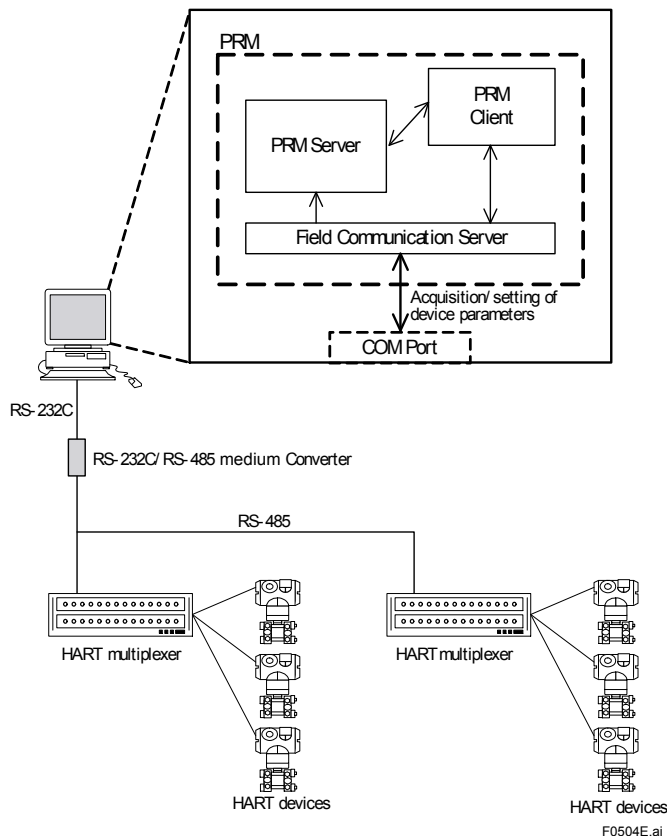 PRM
PRM
Client
PRM Server
Field Communication Server
Acquisition/ setting of
device parameters
COM Port
RS-232C
RS-232C/ RS-485 medium Converter
RS-485
HART multiplexer
HART multiplexer
HART devices
HART devices
F0504E.ai